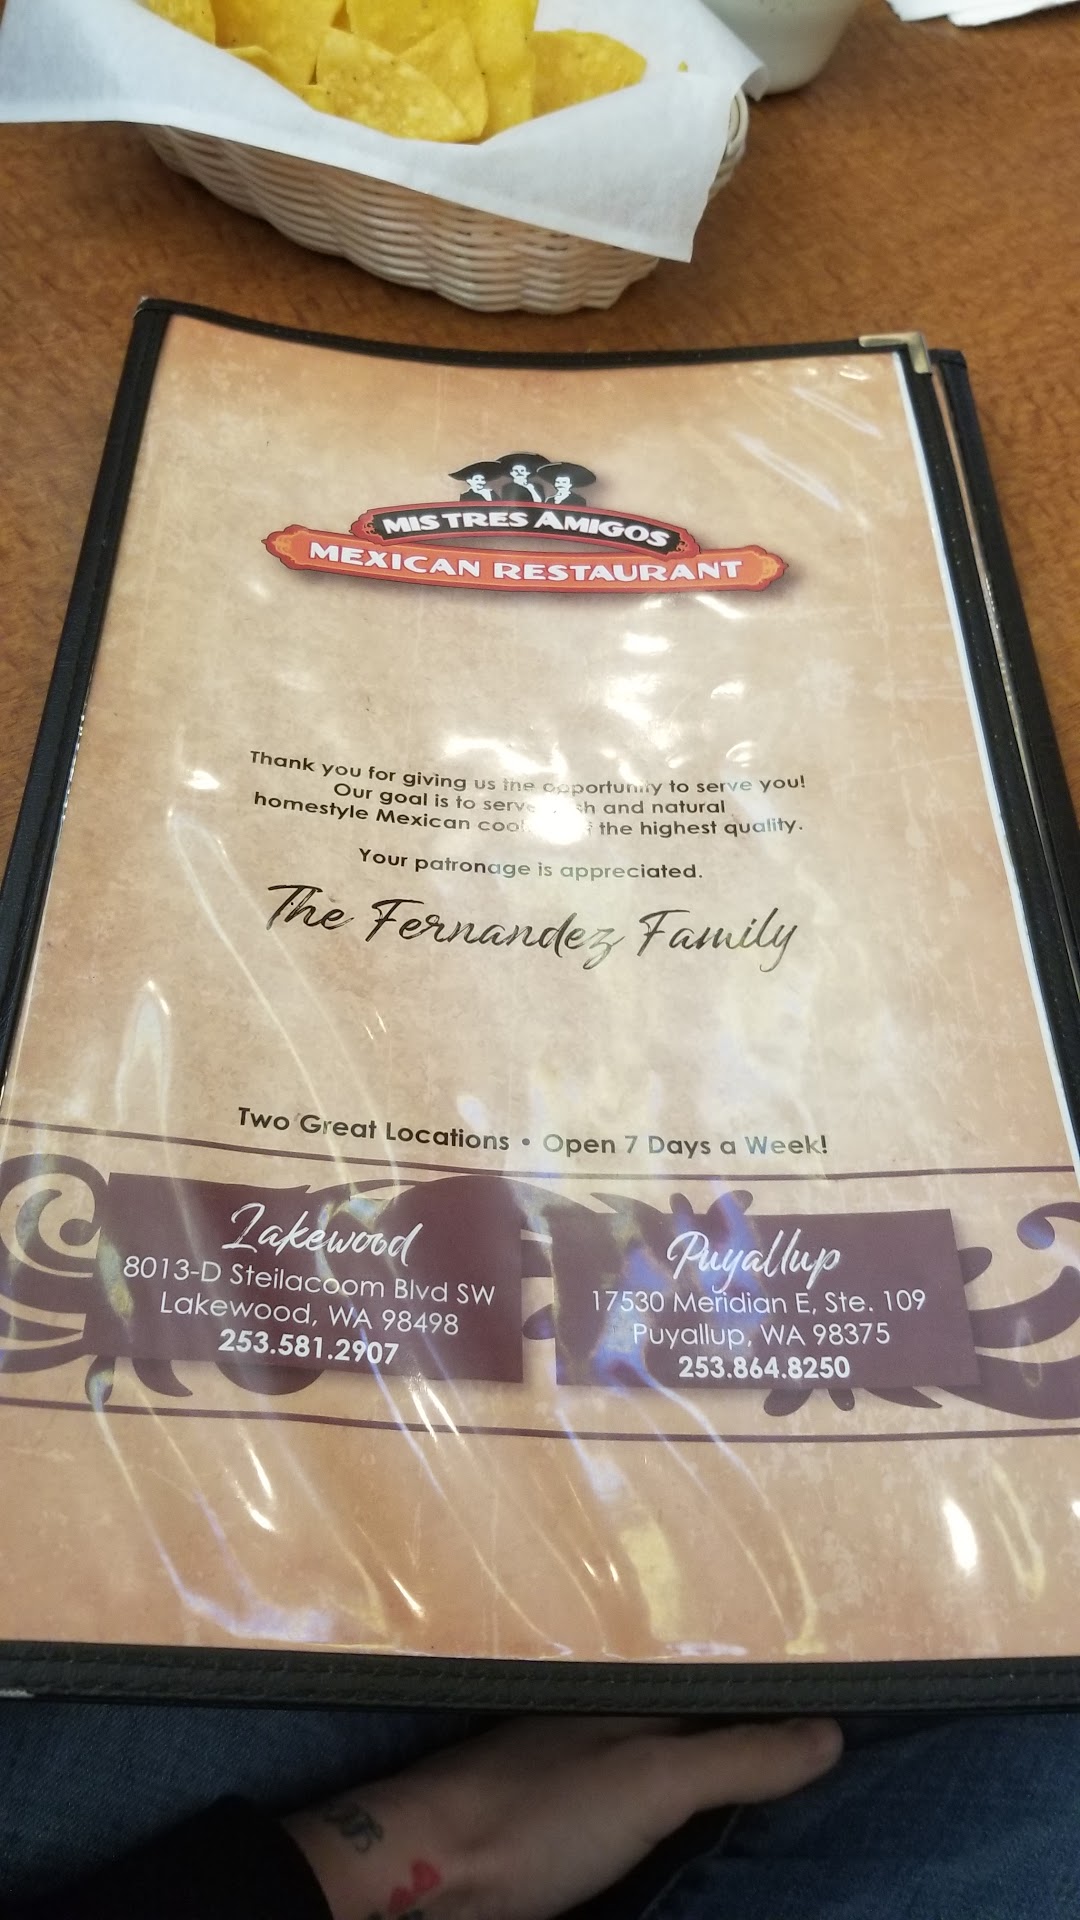 MIS TRES AMIGOS
MEXICAN RESTAURANT
Thank you for giving us the opportunity to serve you!
Our goal is to serve and natural
homestyle Mexican the highest quality.
Your patronage is appreciated.
The Fernandez Family
Two Great Locations • Open 7 Days a Week!
Lakewood
8013-D Steilacoom Blvd SW
Lakewood, WA 98498
253.581.2907
Puyallup
17530 Meridian E, Ste. 109
Puyallup, WA 98375
253.864.8250